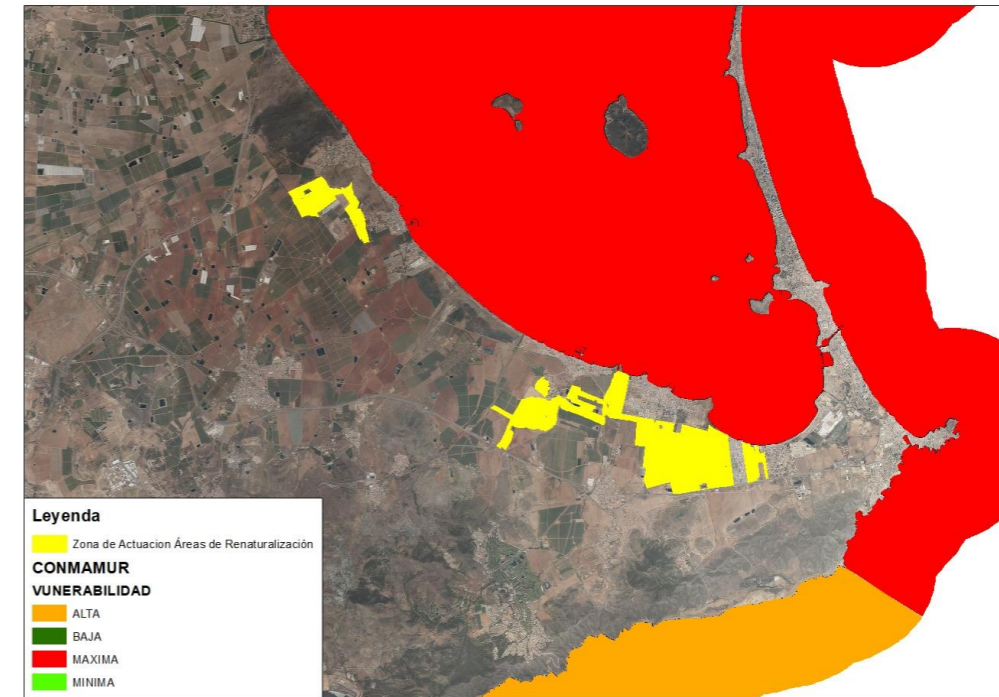 Leyenda
Zona de Actuacion Áreas de Renaturalización
CONMAMUR
VUNERABILIDAD
ALTA
BAJA
MAXIMA
MINIMA